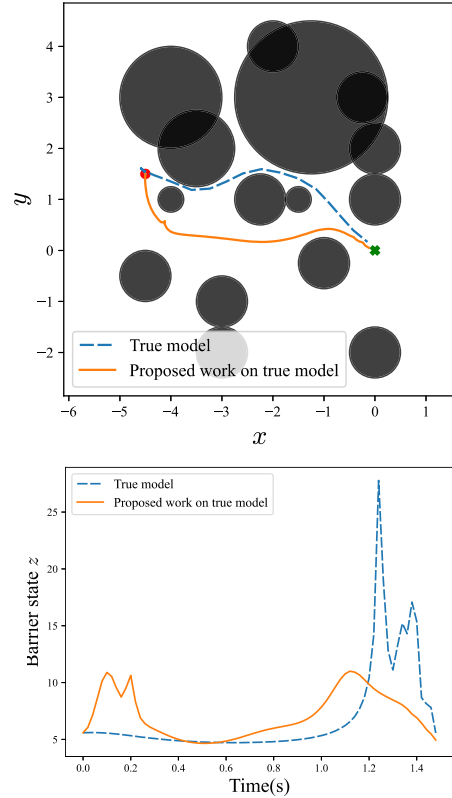 4
3
2
1
0
−1
−2
y
True model
Proposed work on true model
−6 −5 −4 −3 −2 −1 0 1
x
True model
Proposed work on true model
25
20
15
10
5
Barrier state z
0.0 0.2 0.4 0.6 0.8 1.0 1.2 1.4
Time(s)